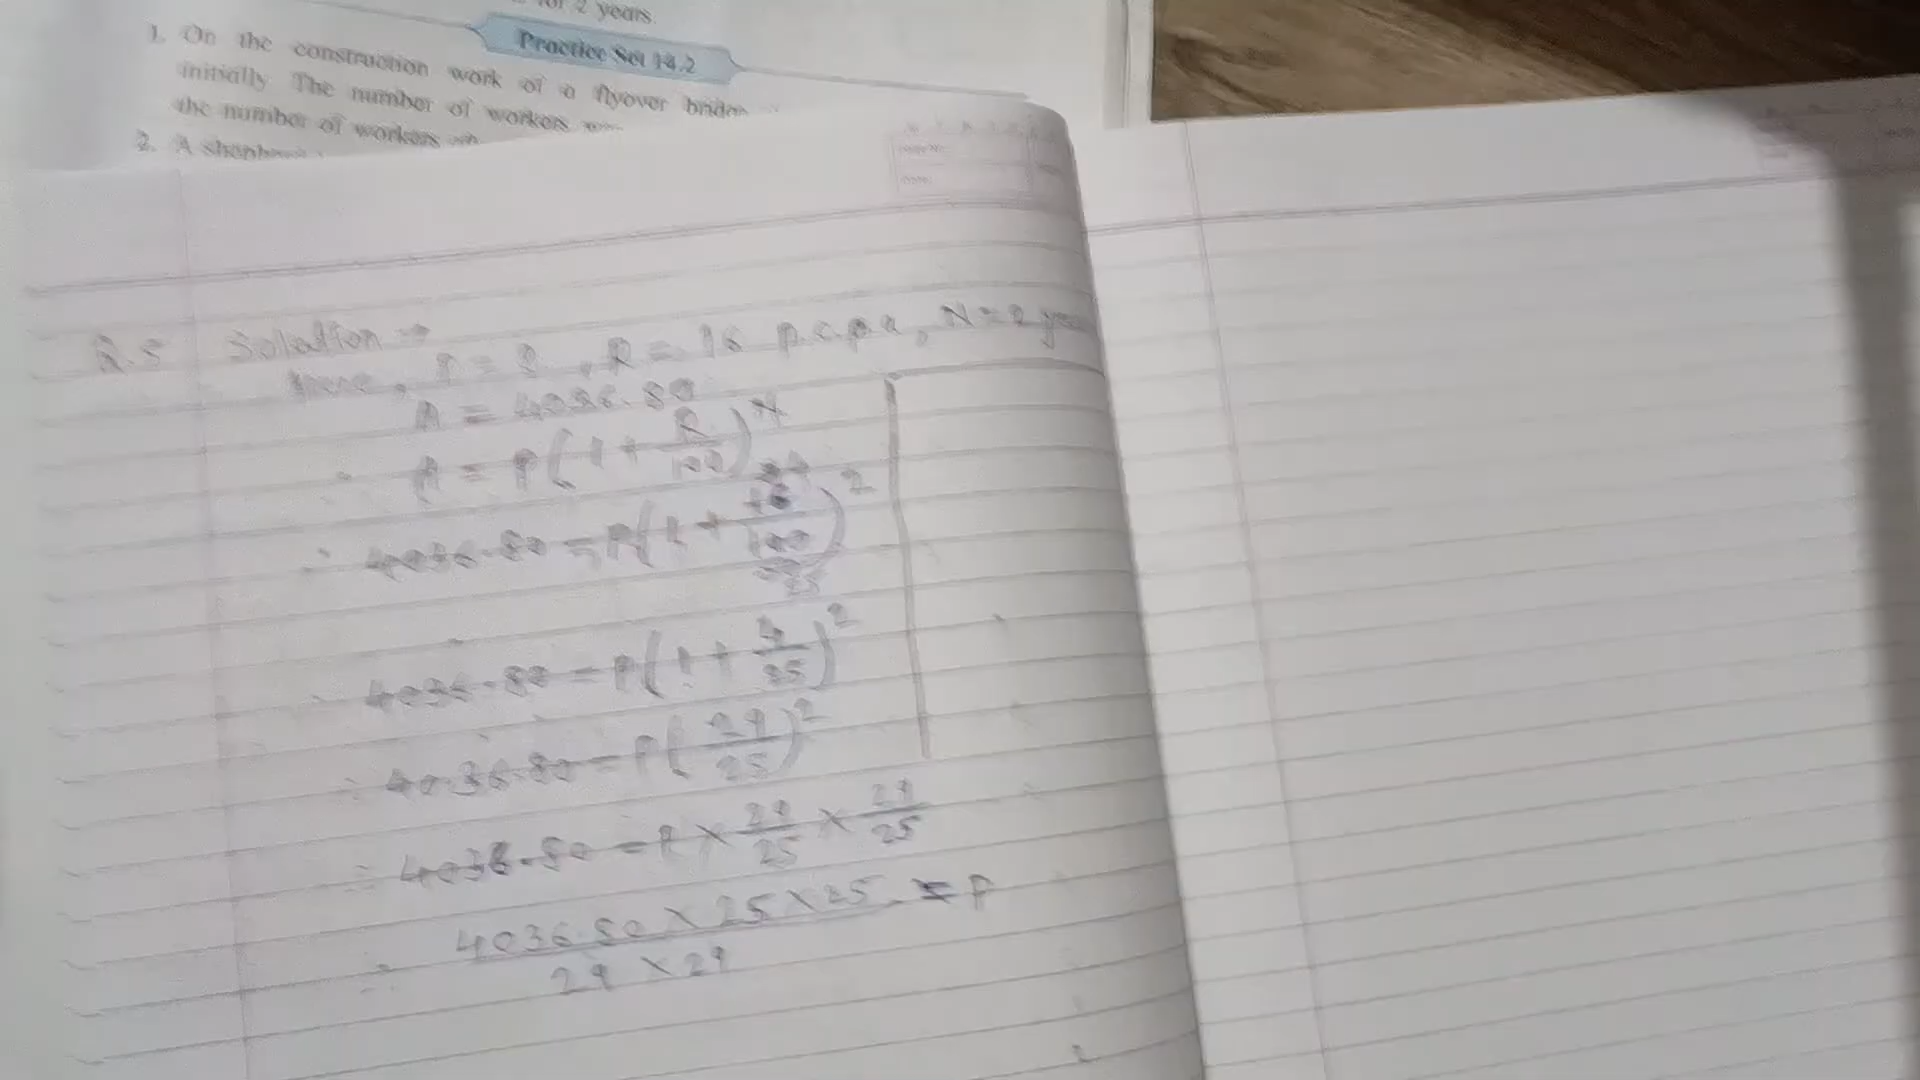 for 2 years.
Practice Set 14.2
1. On the construction work of a flyover bridge
initially. The number of workers
the number of workers
2. A
Q.5 Solution →
Here, P = ?, R = 16 p.c.p.a, N = 2
A = 4036.80
∴ A = P(1 + R/100)^N
∴ 4036.80 = P(1 + 16/100)^2
25
∴ 4036.80 = P(1 + 4/25)^2
∴ 4036.80 = P(29/25)^2
∴ 4036.80 = P × 29/25 × 29/25
∴ 4036.80 × 25 × 25 / 29 × 29 = P